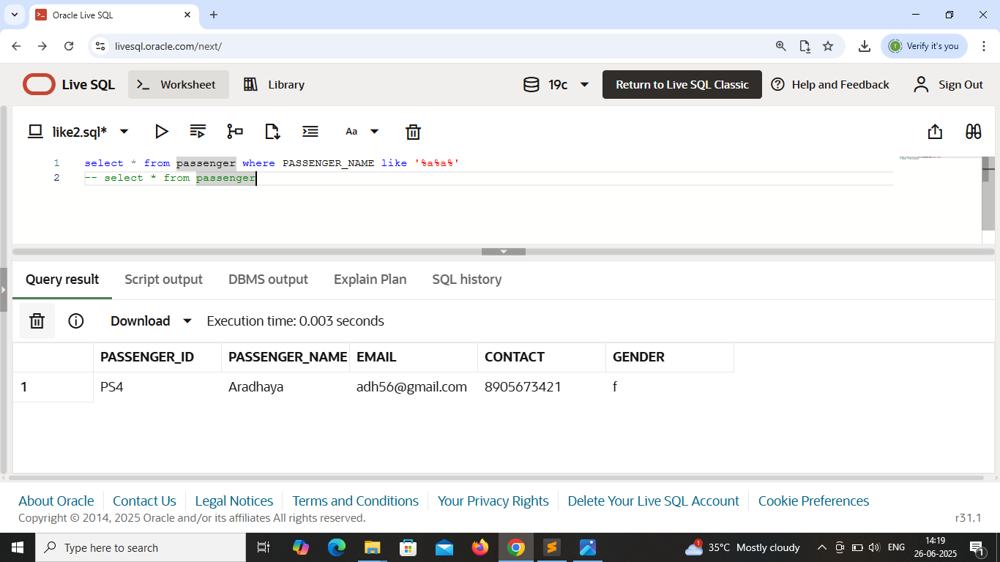 Oracle Live SQL
livesql.oracle.com/next/
T Verify it's you
Live SQL Worksheet Library 19c Return to Live SQL Classic Help and Feedback Sign Out
like2.sql* Aa
1 select * from passenger where PASSENGER_NAME like '%a%a%'
2 -- select * from passenger
Query result Script output DBMS output Explain Plan SQL history
Download Execution time: 0.003 seconds
PASSENGER_ID PASSENGER_NAME EMAIL CONTACT GENDER
1 PS4 Aradhaya adh56@gmail.com 8905673421 f
About Oracle Contact Us Legal Notices Terms and Conditions Your Privacy Rights Delete Your Live SQL Account Cookie Preferences
Copyright © 2014, 2025 Oracle and/or its affiliates All rights reserved. r31.1
Type here to search 1 35°C Mostly cloudy ENG 14:19
26-06-2025 1